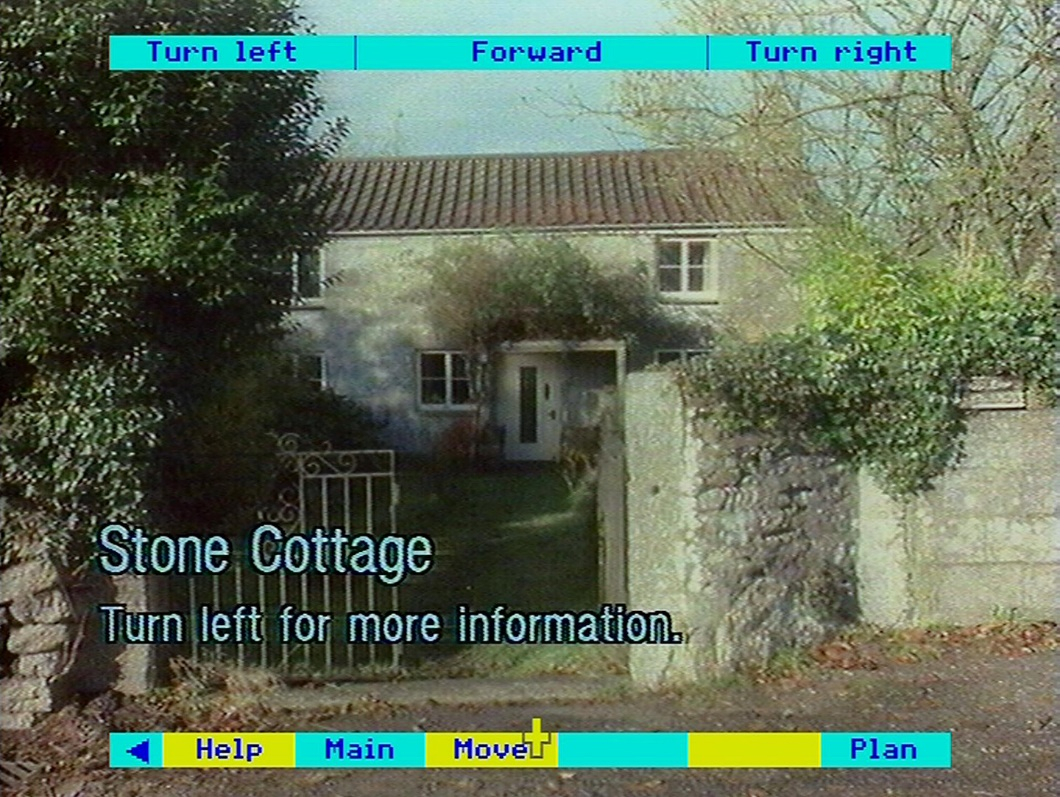 Turn left Forward Turn right
Stone Cottage
Turn left for more information.
Help Main Move Plan